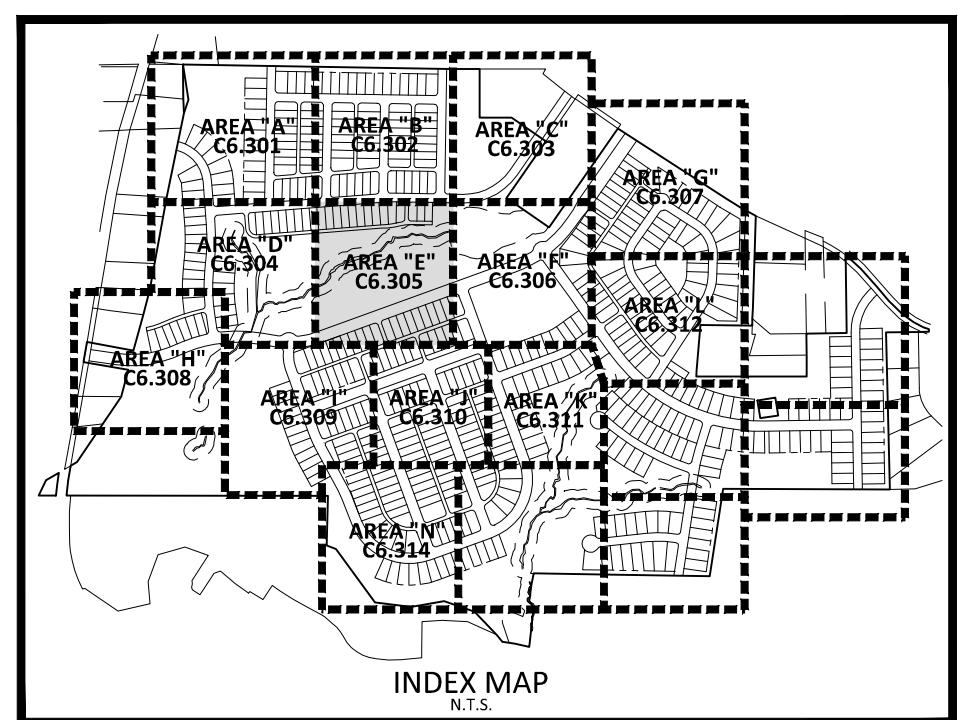 AREA "A"
C6.301
AREA "B"
C6.302
AREA "C"
C6.303
AREA "G"
C6.307
AREA "D"
C6.304
AREA "E"
C6.305
AREA "F"
C6.306
AREA "L"
C6.312
AREA "H"
C6.308
AREA "I"
C6.309
AREA "J"
C6.310
AREA "K"
C6.311
AREA "N"
C6.314
INDEX MAP
N.T.S.